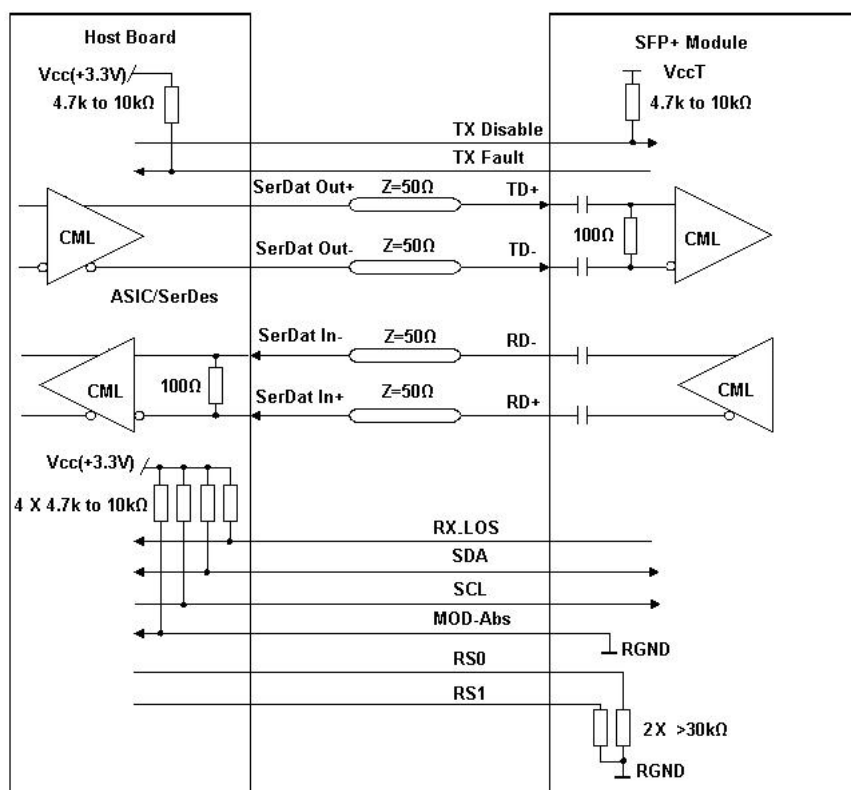 Host Board
SFP+ Module
Vcc(+3.3V)
VccT
4.7k to 10kΩ
4.7k to 10kΩ
TX Disable
TX Fault
SerDat Out+
Z=50Ω
TD+
CML
100Ω
CML
SerDat Out-
Z=50Ω
TD-
ASIC/SerDes
SerDat In-
Z=50Ω
RD-
CML
100Ω
CML
SerDat In+
Z=50Ω
RD+
Vcc(+3.3V)
4 X 4.7k to 10kΩ
RX_LOS
SDA
SCL
MOD-Abs
RGND
RS0
RS1
2 X >30kΩ
RGND